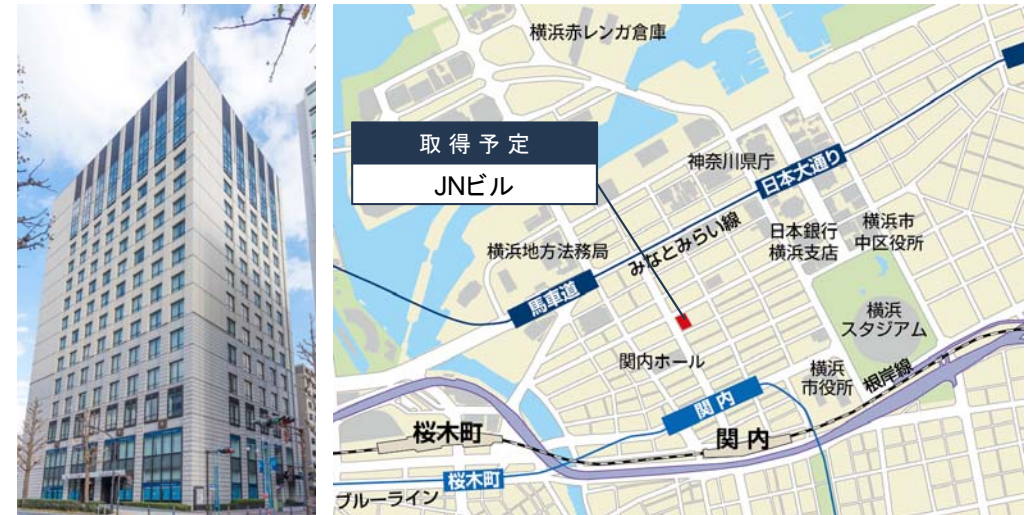 横浜赤レンガ倉庫
取得予定
JNビル
神奈川県庁
日本大通り
みなとみらい線
横浜地方法務局
日本銀行
横浜支店
横浜市
中区役所
馬車道
横浜
スタジアム
関内ホール
横浜
市役所
根岸線
関内
桜木町
関内
桜木町
ブルーライン